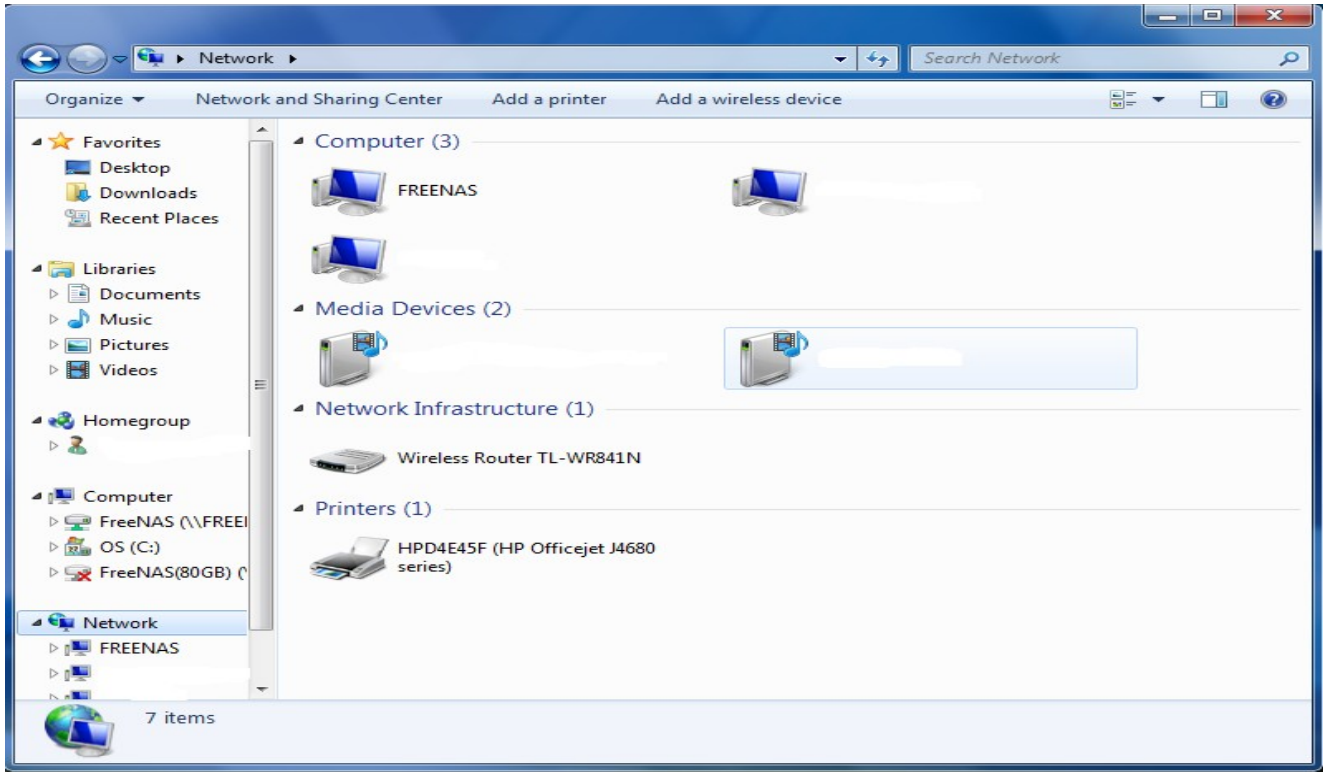 Network
Search Network
Organize
Network and Sharing Center
Add a printer
Add a wireless device
Favorites
Desktop
Downloads
Recent Places
Libraries
Documents
Music
Pictures
Videos
Homegroup
Computer
FreeNAS (\\FREE
OS (C:)
FreeNAS(80GB) (
Network
FREENAS
Computer (3)
FREENAS
Media Devices (2)
Network Infrastructure (1)
Wireless Router TL-WR841N
Printers (1)
HPD4E45F (HP Officejet J4680
series)
7 items